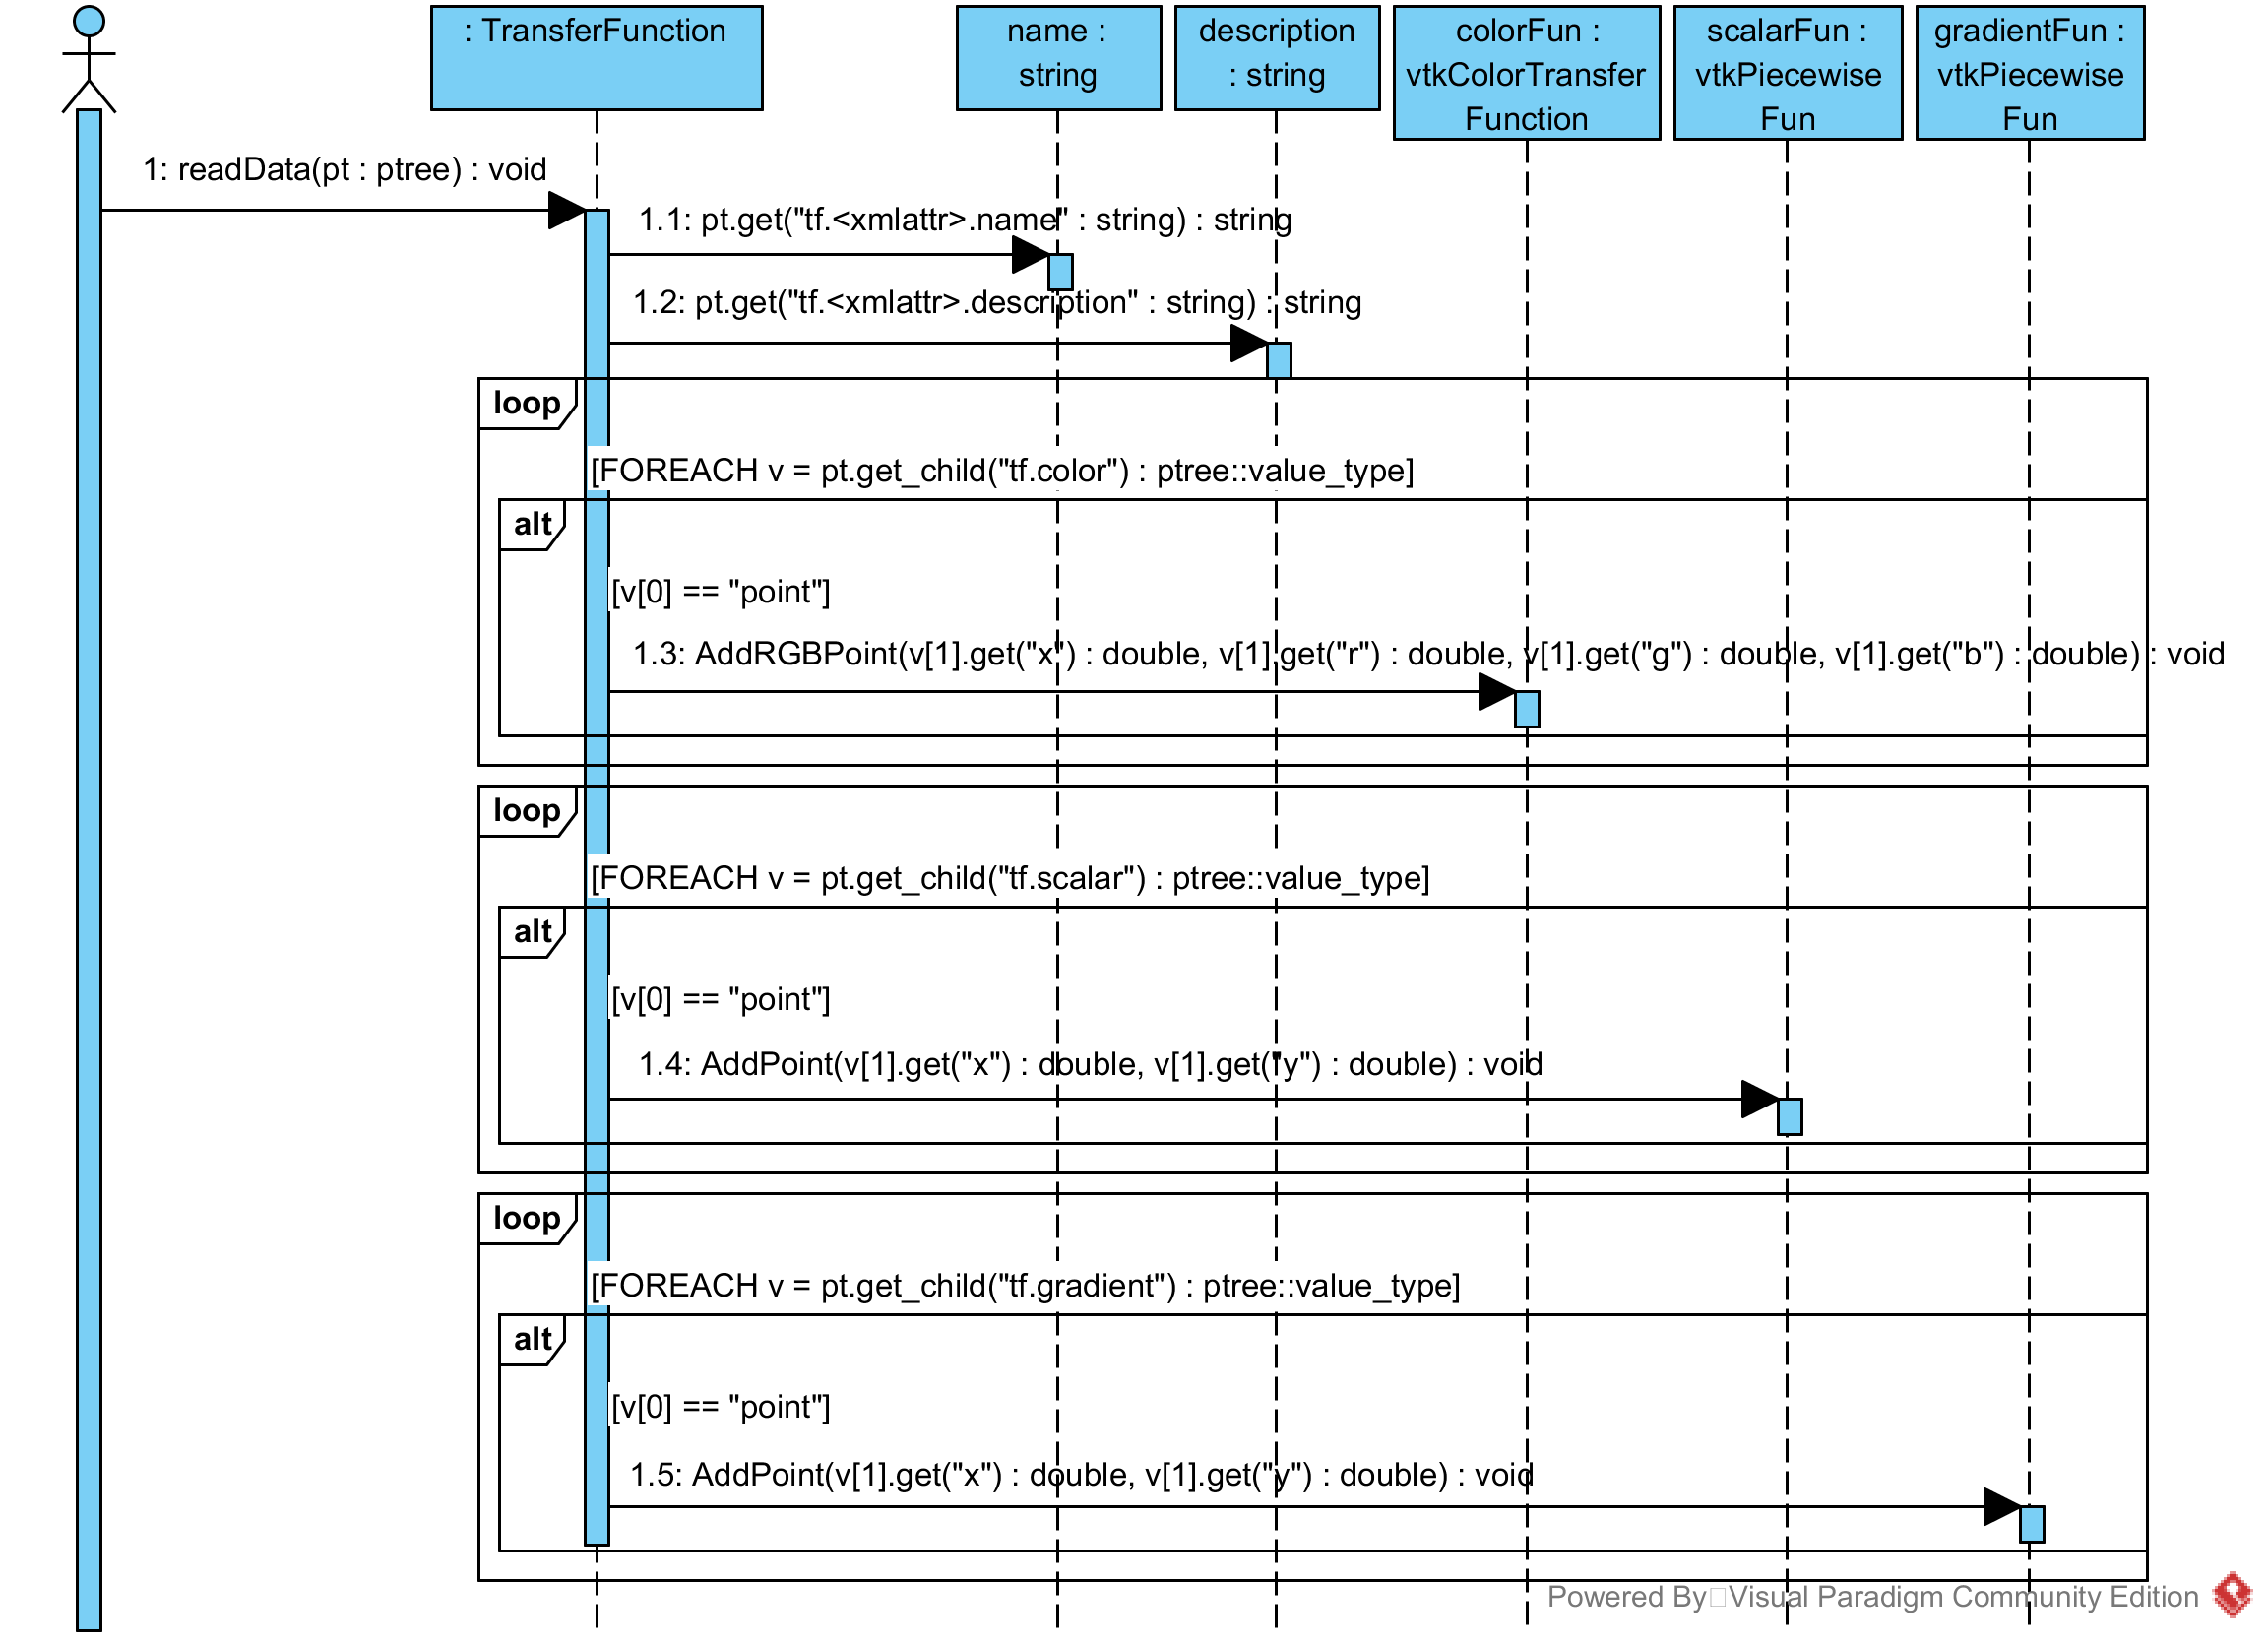 : TransferFunction
name :
string
description
: string
colorFun :
vtkColorTransfer
Function
scalarFun :
vtkPiecewise
Fun
gradientFun :
vtkPiecewise
Fun
1: readData(pt : ptree) : void
1.1: pt.get("tf.<xmlattr>.name" : string) : string
1.2: pt.get("tf.<xmlattr>.description" : string) : string
loop
[FOREACH v = pt.get_child("tf.color") : ptree::value_type]
alt
[v[0] == "point"]
1.3: AddRGBPoint(v[1].get("x") : double, v[1].get("r") : double, v[1].get("g") : double, v[1].get("b") : double) : void
loop
[FOREACH v = pt.get_child("tf.scalar") : ptree::value_type]
alt
[v[0] == "point"]
1.4: AddPoint(v[1].get("x") : double, v[1].get("y") : double) : void
loop
[FOREACH v = pt.get_child("tf.gradient") : ptree::value_type]
alt
[v[0] == "point"]
1.5: AddPoint(v[1].get("x") : double, v[1].get("y") : double) : void
Powered By Visual Paradigm Community Edition